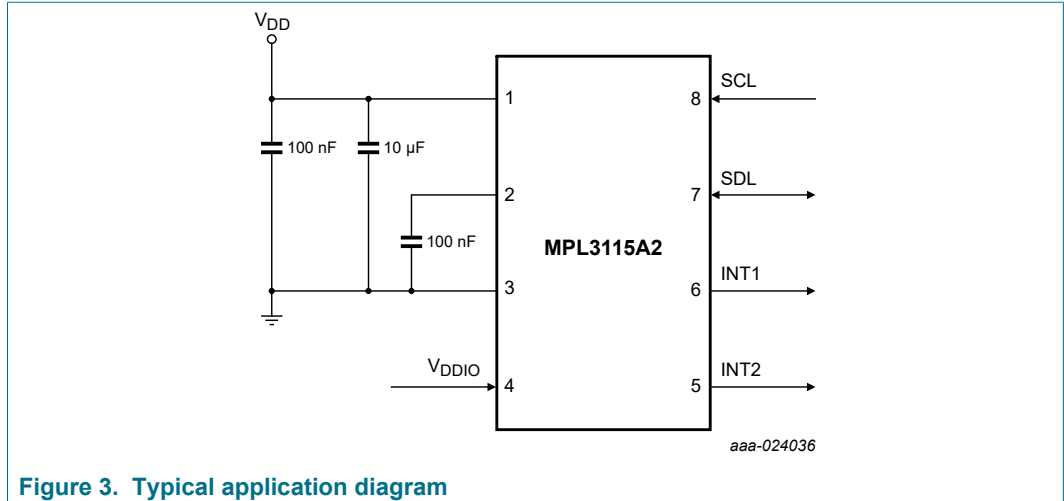 VDD
1
8
SCL
100 nF
10 µF
2
7
SDL
100 nF
MPL3115A2
3
6
INT1
VDDIO
4
5
INT2
aaa-024036
Figure 3. Typical application diagram